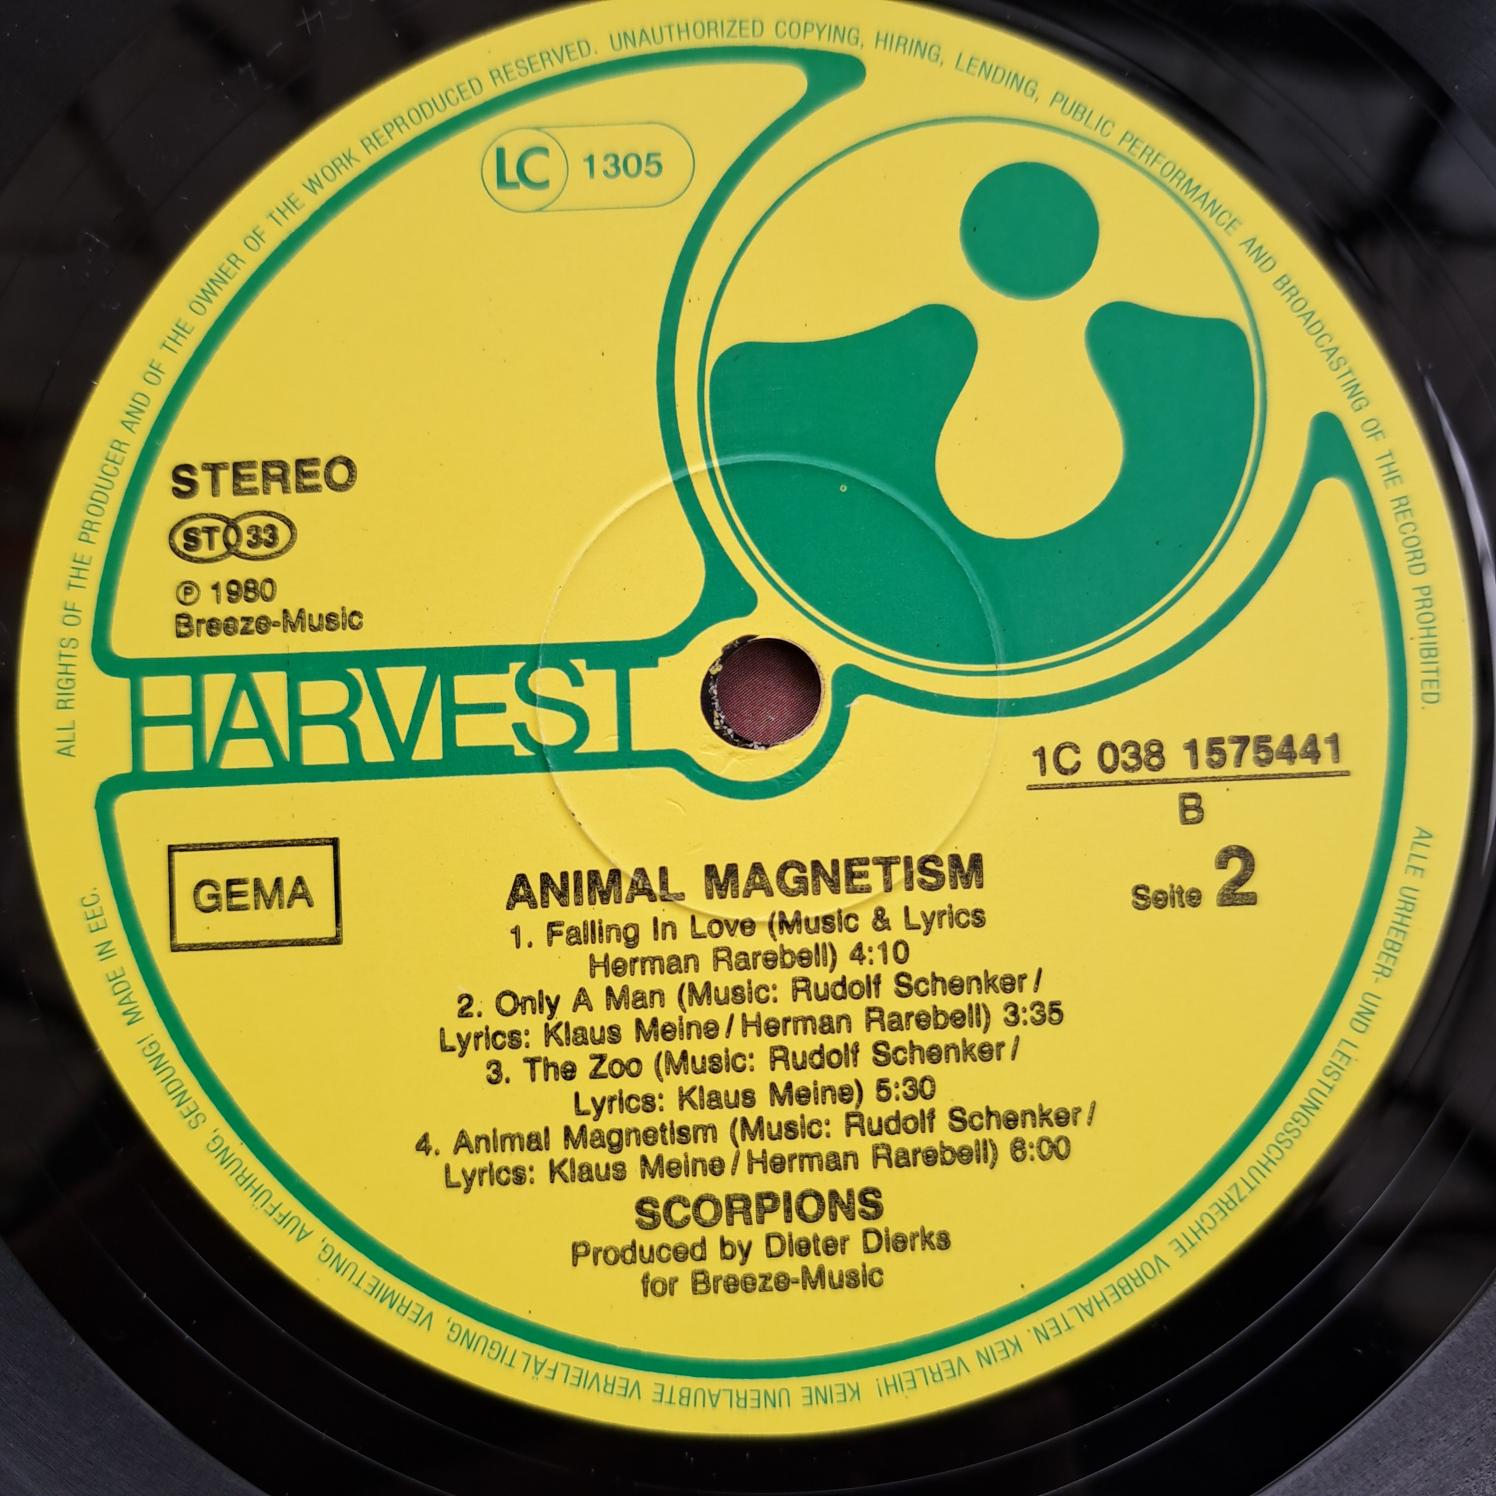 ALL RIGHTS OF THE PRODUCER AND OF THE OWNER OF THE WORK REPRODUCED RESERVED. UNAUTHORIZED COPYING, HIRING, LENDING, PUBLIC PERFORMANCE AND BROADCASTING OF THE RECORD PROHIBITED.
LC 1305
STEREO
ST 33
℗ 1980
Breeze-Music
HARVEST
1C 038 1575441
B
Seite 2
GEMA
ANIMAL MAGNETISM
1. Falling In Love (Music & Lyrics
Herman Rarebell) 4:10
2. Only A Man (Music: Rudolf Schenker/
Lyrics: Klaus Meine/Herman Rarebell) 3:35
3. The Zoo (Music: Rudolf Schenker/
Lyrics: Klaus Meine) 5:30
4. Animal Magnetism (Music: Rudolf Schenker/
Lyrics: Klaus Meine/Herman Rarebell) 6:00
SCORPIONS
Produced by Dieter Dierks
for Breeze-Music
ALLE URHEBER- UND LEISTUNGSSCHUTZRECHTE VORBEHALTEN. KEIN VERLEIH! KEINE UNERLAUBTE VERVIELFÄLTIGUNG, VERMIETUNG, AUFFÜHRUNG, SENDUNG! MADE IN EEC.